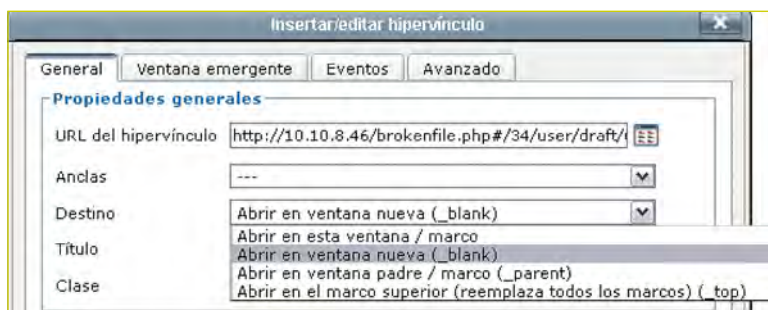 Insertar/editar hipervínculo
General Ventana emergente Eventos Avanzado
Propiedades generales
URL del hipervínculo http://10.10.8.46/brokenfile.php#/34/user/draft/
Anclas ---
Destino Abrir en ventana nueva (_blank)
Abrir en esta ventana / marco
Título Abrir en ventana nueva (_blank)
Abrir en ventana padre / marco (_parent)
Clase Abrir en el marco superior (reemplaza todos los marcos) (_top)